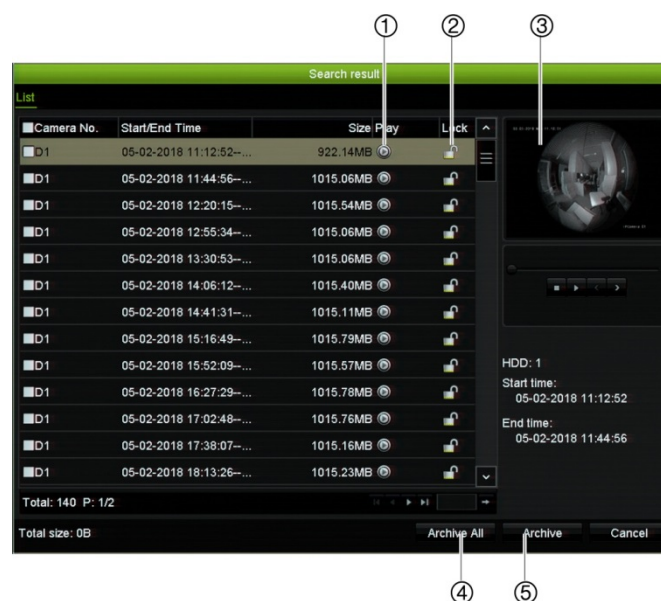 ① ② ③
Search result
List
Camera No. Start/End Time Size Play Lock
D1 05-02-2018 11:12:52--... 922.14MB
D1 05-02-2018 11:44:56--... 1015.06MB
D1 05-02-2018 12:20:15--... 1015.54MB
D1 05-02-2018 12:55:34--... 1015.06MB
D1 05-02-2018 13:30:53--... 1015.06MB
D1 05-02-2018 14:06:12--... 1015.40MB
D1 05-02-2018 14:41:31--... 1015.11MB
D1 05-02-2018 15:16:49--... 1015.79MB
D1 05-02-2018 15:52:09--... 1015.57MB
D1 05-02-2018 16:27:29--... 1015.78MB
D1 05-02-2018 17:02:48--... 1015.76MB
D1 05-02-2018 17:38:07--... 1015.16MB
D1 05-02-2018 18:13:26--... 1015.23MB
HDD: 1
Start time:
05-02-2018 11:12:52
End time:
05-02-2018 11:44:56
Total: 140 P: 1/2
Total size: 0B
Archive All Archive Cancel
④ ⑤